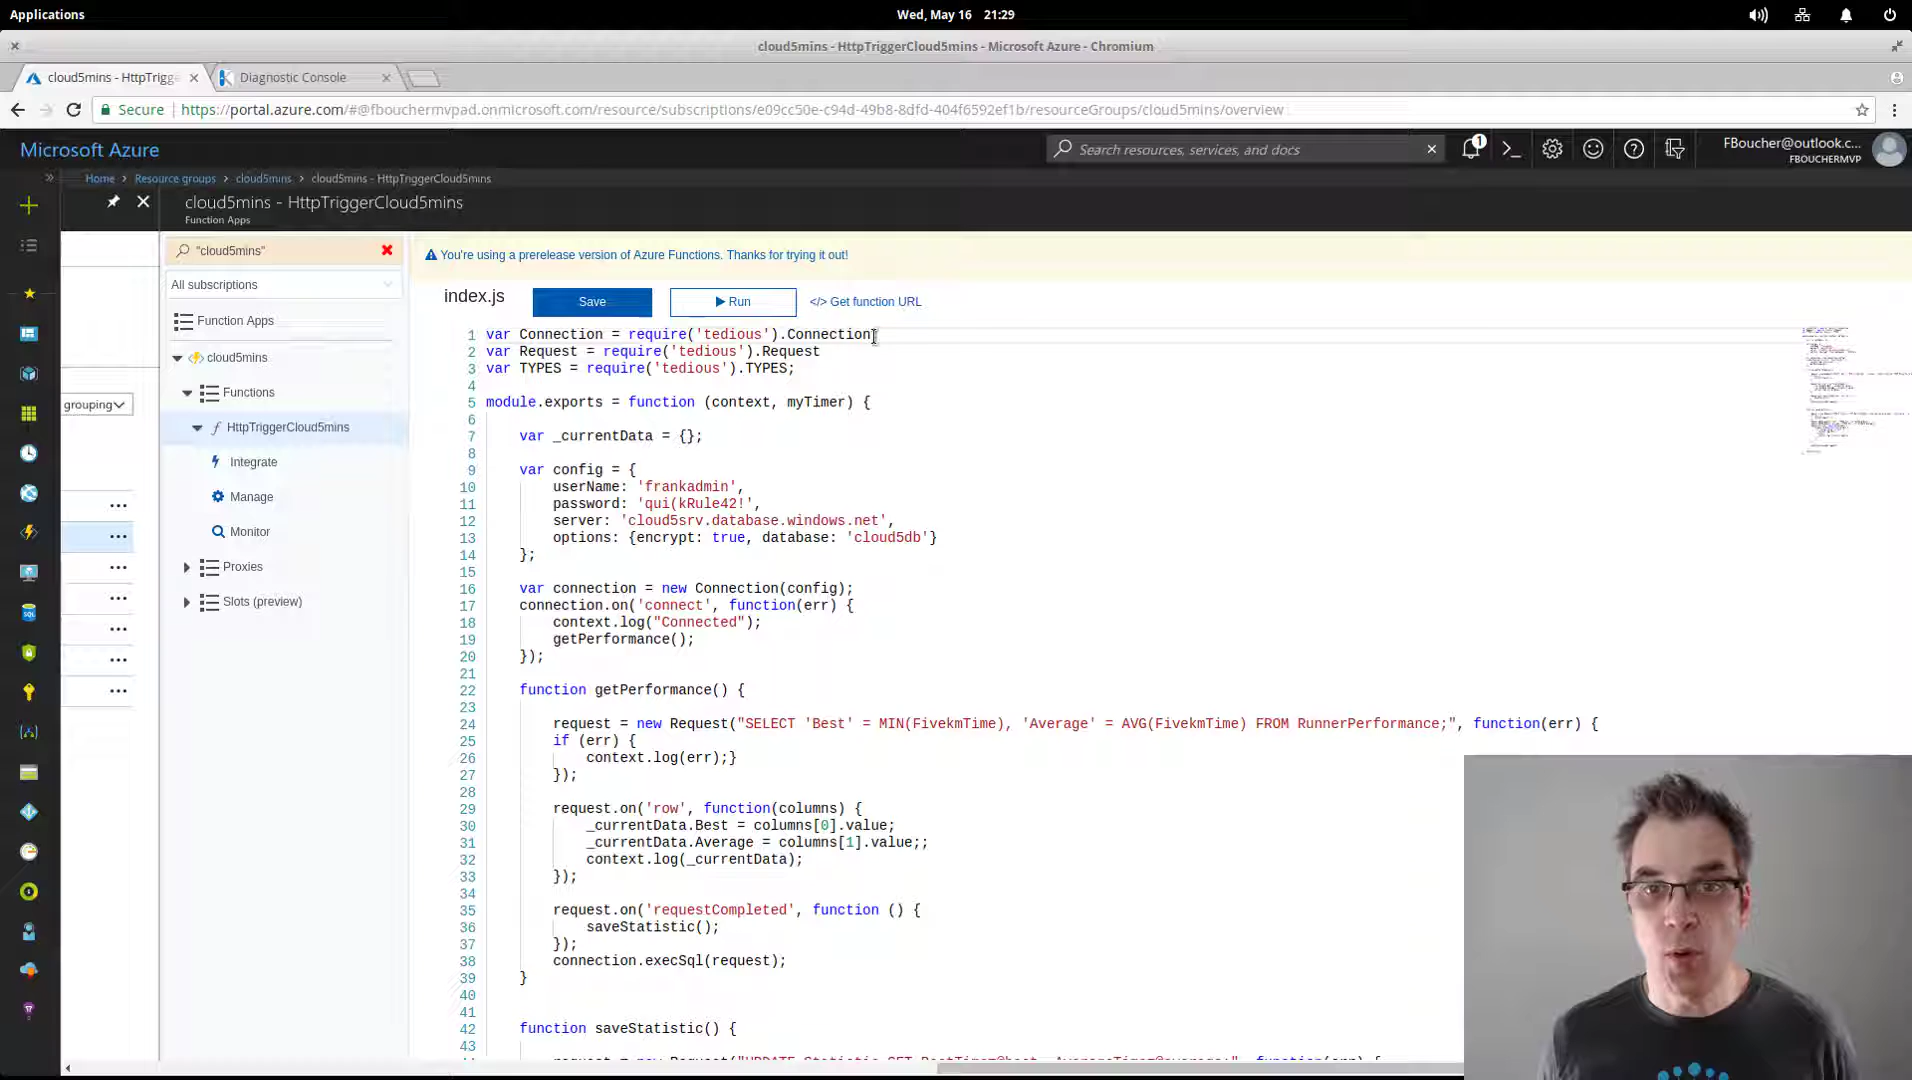 Applications
Wed, May 16 21:29
cloud5mins - HttpTriggerCloud5mins - Microsoft Azure - Chromium
cloud5mins - HttpTrigge
Diagnostic Console
Secure https://portal.azure.com/#@fbouchermvpad.onmicrosoft.com/resource/subscriptions/e09cc50e-c94d-49b8-8dfd-404f6592ef1b/resourceGroups/cloud5mins/overview
Microsoft Azure
Search resources, services, and docs
1
FBoucher@outlook.c...
FBOUCHERMVP
Home > Resource groups > cloud5mins > cloud5mins - HttpTriggerCloud5mins
cloud5mins - HttpTriggerCloud5mins
Function Apps
"cloud5mins"
All subscriptions
Function Apps
cloud5mins
Functions
HttpTriggerCloud5mins
Integrate
Manage
Monitor
Proxies
Slots (preview)
grouping
You're using a prerelease version of Azure Functions. Thanks for trying it out!
index.js
Save
Run
</> Get function URL
1 var Connection = require('tedious').Connection
2 var Request = require('tedious').Request
3 var TYPES = require('tedious').TYPES;
4
5 module.exports = function (context, myTimer) {
6
7 var _currentData = {};
8
9 var config = {
10 userName: 'frankadmin',
11 password: 'qui(kRule42!',
12 server: 'cloud5srv.database.windows.net',
13 options: {encrypt: true, database: 'cloud5db'}
14 };
15
16 var connection = new Connection(config);
17 connection.on('connect', function(err) {
18 context.log("Connected");
19 getPerformance();
20 });
21
22 function getPerformance() {
23
24 request = new Request("SELECT 'Best' = MIN(FivekmTime), 'Average' = AVG(FivekmTime) FROM RunnerPerformance;", function(err) {
25 if (err) {
26 context.log(err);}
27 });
28
29 request.on('row', function(columns) {
30 _currentData.Best = columns[0].value;
31 _currentData.Average = columns[1].value;;
32 context.log(_currentData);
33 });
34
35 request.on('requestCompleted', function () {
36 saveStatistic();
37 });
38 connection.execSql(request);
39 }
40
41
42 function saveStatistic() {
43